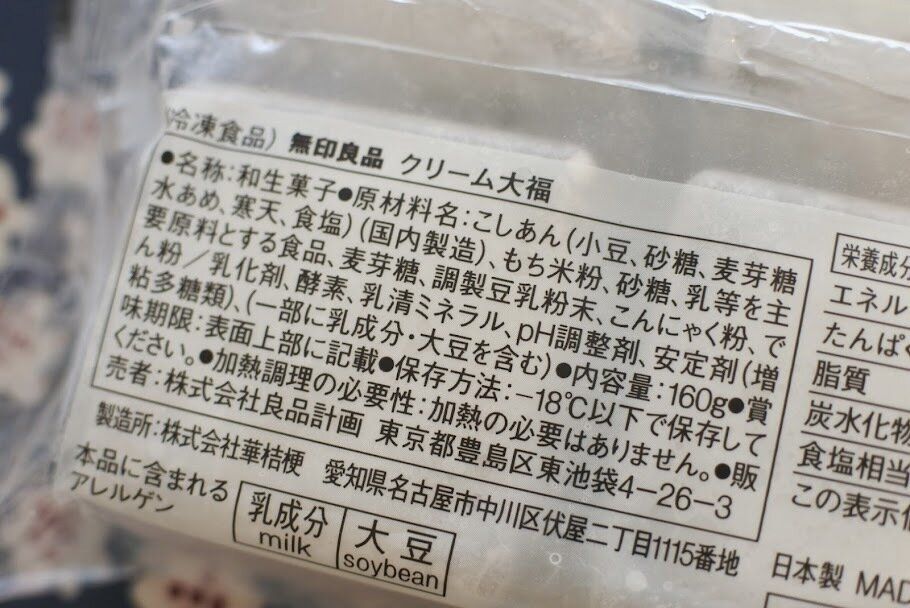 (冷凍食品) 無印良品 クリーム大福
●名称:和生菓子●原材料名:こしあん(小豆、砂糖、麦芽糖
水あめ、寒天、食塩)(国内製造)、もち米粉、砂糖、乳等を主
要原料とする食品、麦芽糖、調製豆乳粉末、こんにゃく粉、で
ん粉/乳化剤、酵素、乳清ミネラル、pH調整剤、安定剤(増
粘多糖類)、(一部に乳成分・大豆を含む)●内容量:160g●賞
味期限:表面上部に記載●保存方法:-18℃以下で保存して
ください。●加熱調理の必要性:加熱の必要はありません。●販
売者:株式会社良品計画 東京都豊島区東池袋4-26-3
製造所:株式会社華桔梗 愛知県名古屋市中川区伏屋二丁目1115番地
本品に含まれる
アレルゲン
乳成分
milk
大豆
soybean
栄養成分
エネル
たんぱく
脂質
炭水化物
食塩相当
この表示
日本製 MAD